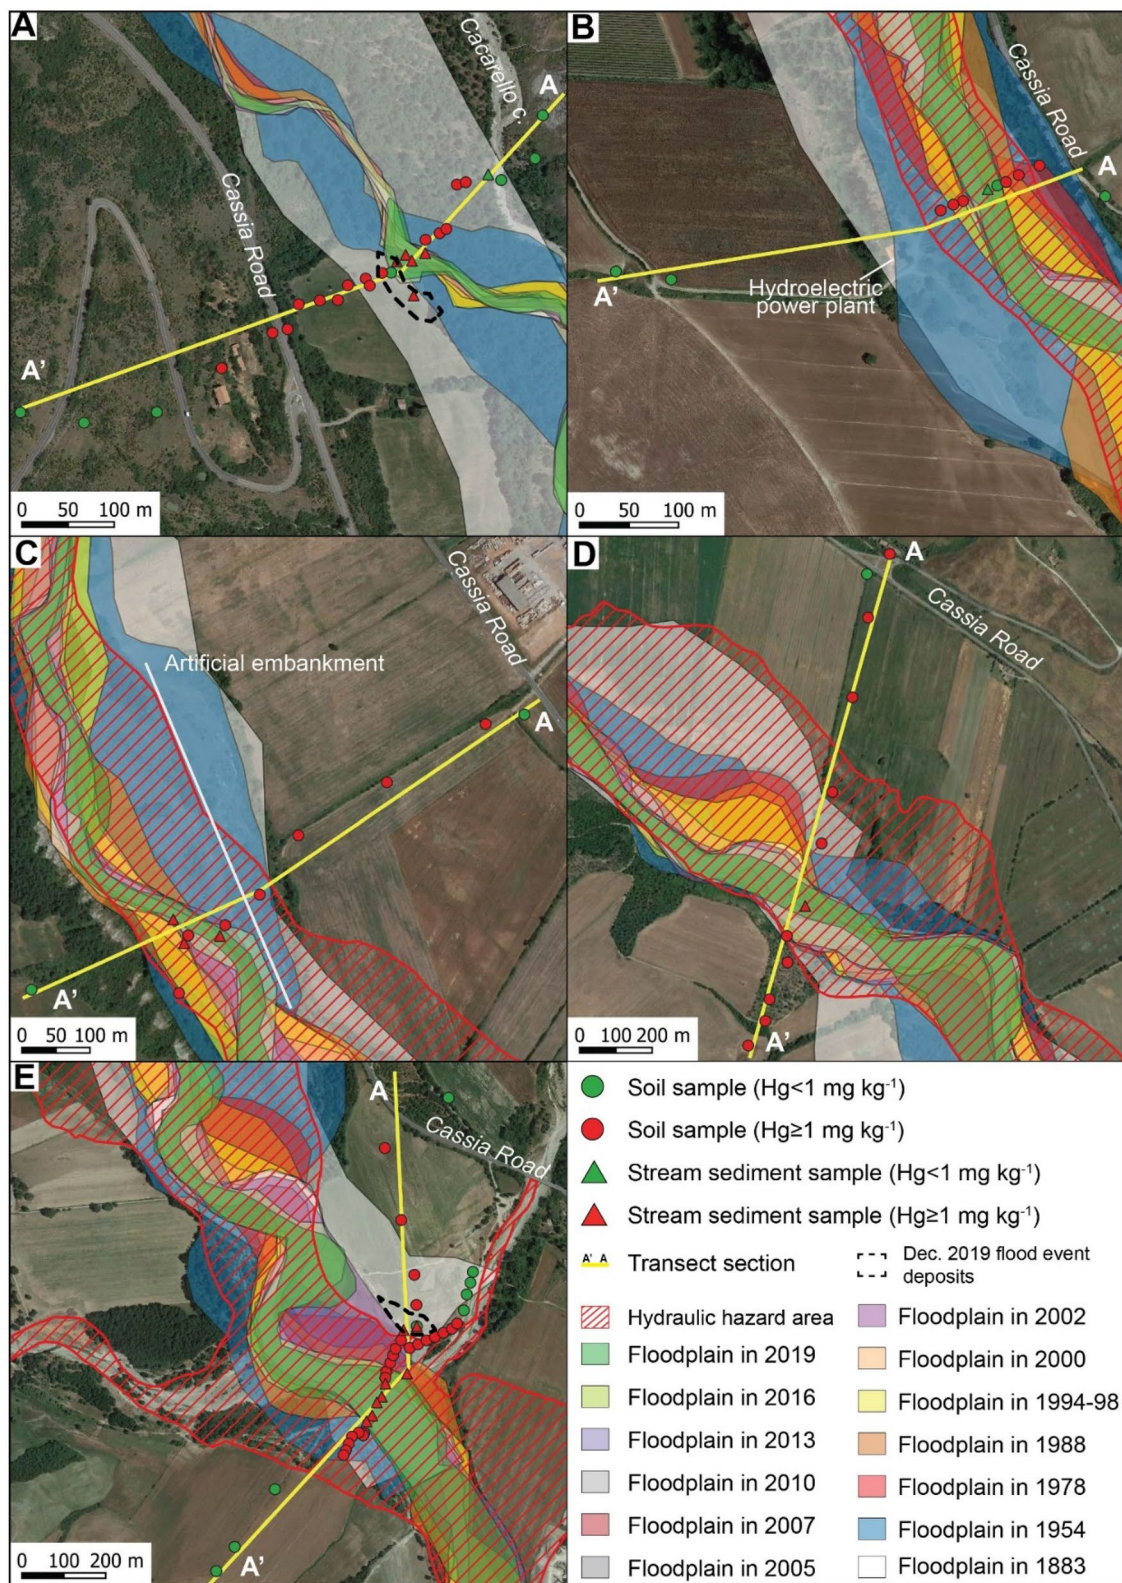 A
Cacarello c.
A
Cassia Road
A'
0 50 100 m
B
Cassia Road
A
Hydroelectric
power plant
A'
0 50 100 m
C
Cassia Road
Artificial embankment
A
A'
0 50 100 m
D
A
Cassia Road
A'
0 100 200 m
E
A
Cassia Road
A'
0 100 200 m
Soil sample (Hg<1 mg kg⁻¹)
Soil sample (Hg≥1 mg kg⁻¹)
Stream sediment sample (Hg<1 mg kg⁻¹)
Stream sediment sample (Hg≥1 mg kg⁻¹)
A' A Transect section
Dec. 2019 flood event
deposits
Hydraulic hazard area
Floodplain in 2019
Floodplain in 2016
Floodplain in 2013
Floodplain in 2010
Floodplain in 2007
Floodplain in 2005
Floodplain in 2002
Floodplain in 2000
Floodplain in 1994-98
Floodplain in 1988
Floodplain in 1978
Floodplain in 1954
Floodplain in 1883